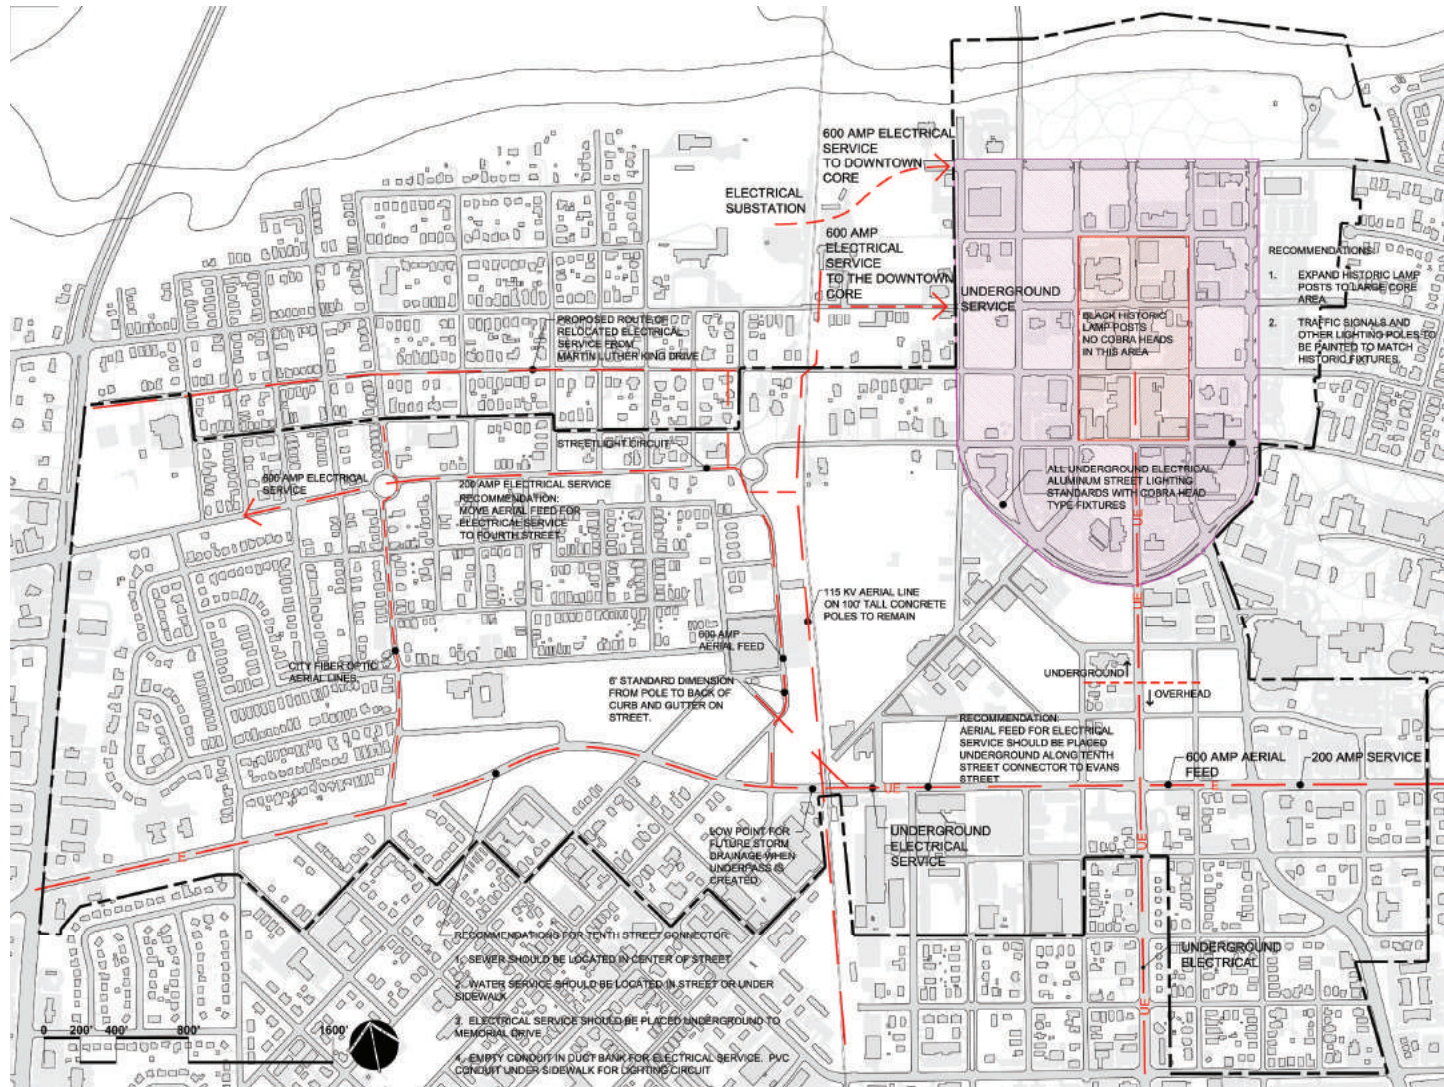 600 AMP ELECTRICAL
SERVICE
TO DOWNTOWN
CORE
ELECTRICAL
SUBSTATION
600 AMP
ELECTRICAL
SERVICE
TO THE DOWNTOWN
CORE
UNDERGROUND
SERVICE
RECOMMENDATIONS:
1. EXPAND HISTORIC LAMP
POSTS TO LARGE CORE
AREA
2. TRAFFIC SIGNALS AND
OTHER LIGHTING POLES TO
BE PAINTED TO MATCH
HISTORIC FIXTURES.
BLACK HISTORIC
LAMP POSTS
NO COBRA HEADS
IN THIS AREA
PROPOSED ROUTE OF
RELOCATED ELECTRICAL
SERVICE FROM
MARTIN LUTHER KING DRIVE
STREETLIGHT CIRCUIT
600 AMP ELECTRICAL
SERVICE
200 AMP ELECTRICAL SERVICE
RECOMMENDATION:
MOVE AERIAL FEED FOR
ELECTRICAL SERVICE
TO FOURTH STREET
ALL UNDERGROUND ELECTRICAL
ALUMINUM STREET LIGHTING
STANDARDS WITH COBRA HEAD
TYPE FIXTURES
UE
UE
115 KV AERIAL LINE
ON 100' TALL CONCRETE
POLES TO REMAIN
600 AMP
AERIAL FEED
CITY FIBER OPTIC
AERIAL LINES
6' STANDARD DIMENSION
FROM POLE TO BACK OF
CURB AND GUTTER ON
STREET.
UNDERGROUND
OVERHEAD
RECOMMENDATION:
AERIAL FEED FOR ELECTRICAL
SERVICE SHOULD BE PLACED
UNDERGROUND ALONG TENTH
STREET CONNECTOR TO EVANS
STREET
600 AMP AERIAL
FEED
200 AMP SERVICE
UE
E
E
UE
LOW POINT FOR
FUTURE STORM
DRAINAGE WHEN
UNDERPASS IS
CREATED
UNDERGROUND
ELECTRICAL
SERVICE
UNDERGROUND
ELECTRICAL
UE
RECOMMENDATIONS FOR TENTH STREET CONNECTOR:
1. SEWER SHOULD BE LOCATED IN CENTER OF STREET
2. WATER SERVICE SHOULD BE LOCATED IN STREET OR UNDER
SIDEWALK
3. ELECTRICAL SERVICE SHOULD BE PLACED UNDERGROUND TO
MEMORIAL DRIVE
4. EMPTY CONDUIT IN DUCT BANK FOR ELECTRICAL SERVICE. PVC
CONDUIT UNDER SIDEWALK FOR LIGHTING CIRCUIT
0 200' 400' 800' 1600'